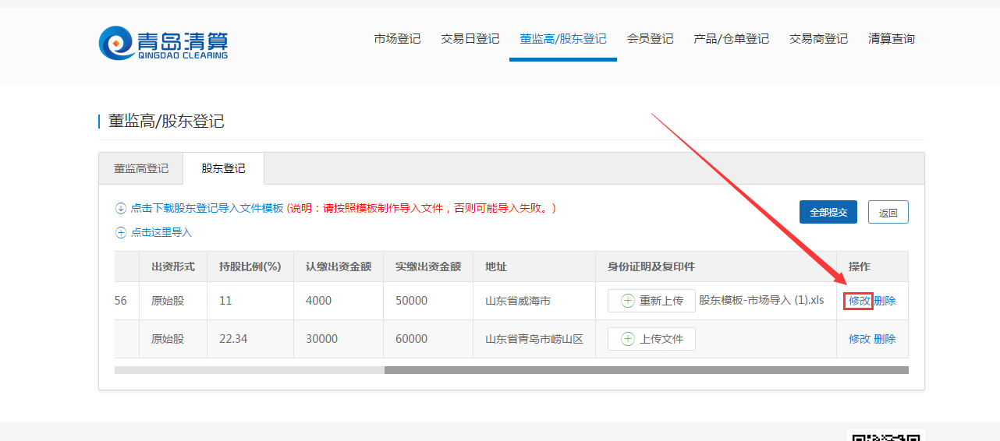 青岛清算
QINGDAO CLEARING
市场登记 交易日登记 董监高/股东登记 会员登记 产品/仓单登记 交易商登记 清算查询
董监高/股东登记
董监高登记 股东登记
点击下载股东登记导入文件模板 (说明：请按照模板制作导入文件，否则可能导入失败。)
全部提交 返回
点击这里导入
出资形式 持股比例(%) 认缴出资金额 实缴出资金额 地址 身份证明及复印件 操作
56 原始股 11 4000 50000 山东省威海市 重新上传 股东模板-市场导入 (1).xls 修改 删除
原始股 22.34 30000 60000 山东省青岛市崂山区 上传文件 修改 删除